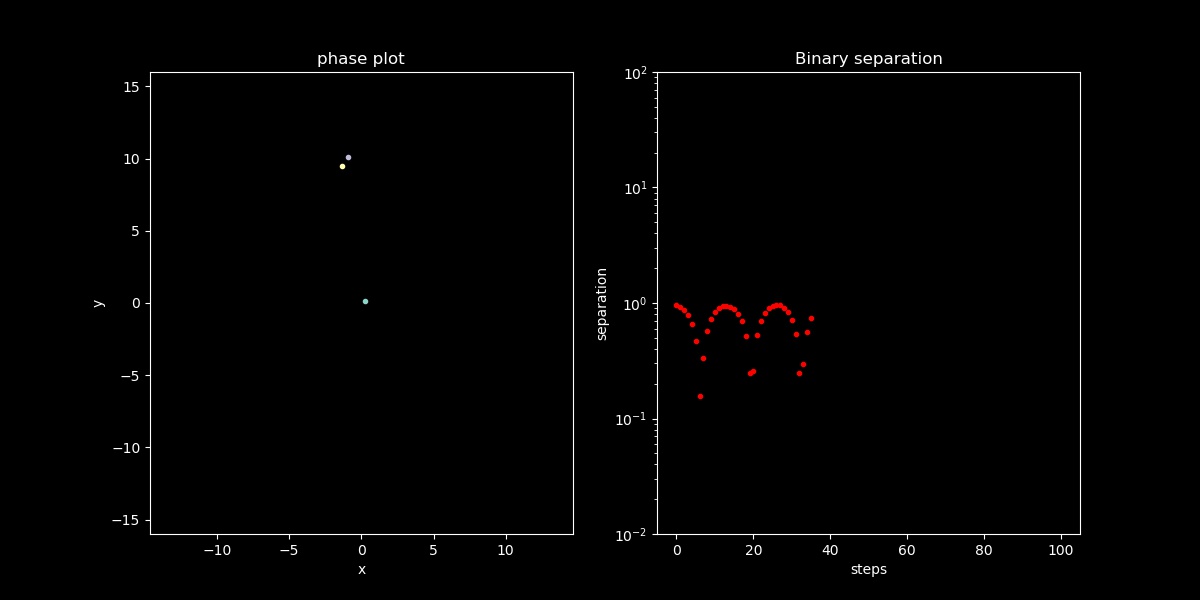 phase plot
15
10
5
0
−5
−10
−15
y
−10 −5 0 5 10
x
Binary separation
10²
10¹
10⁰
10⁻¹
10⁻²
separation
0 20 40 60 80 100
steps